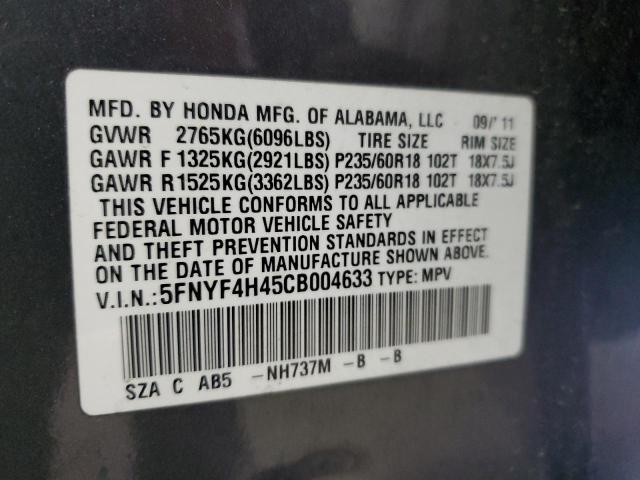 MFD. BY HONDA MFG. OF ALABAMA, LLC 09/'11
GVWR 2765KG(6096LBS) TIRE SIZE RIM SIZE
GAWR F 1325KG(2921LBS) P235/60R18 102T 18X7.5J
GAWR R 1525KG(3362LBS) P235/60R18 102T 18X7.5J
THIS VEHICLE CONFORMS TO ALL APPLICABLE
FEDERAL MOTOR VEHICLE SAFETY
AND THEFT PREVENTION STANDARDS IN EFFECT
ON THE DATE OF MANUFACTURE SHOWN ABOVE.
V.I.N.:5FNYF4H45CB004633 TYPE: MPV
SZA C AB5 -NH737M -B -B